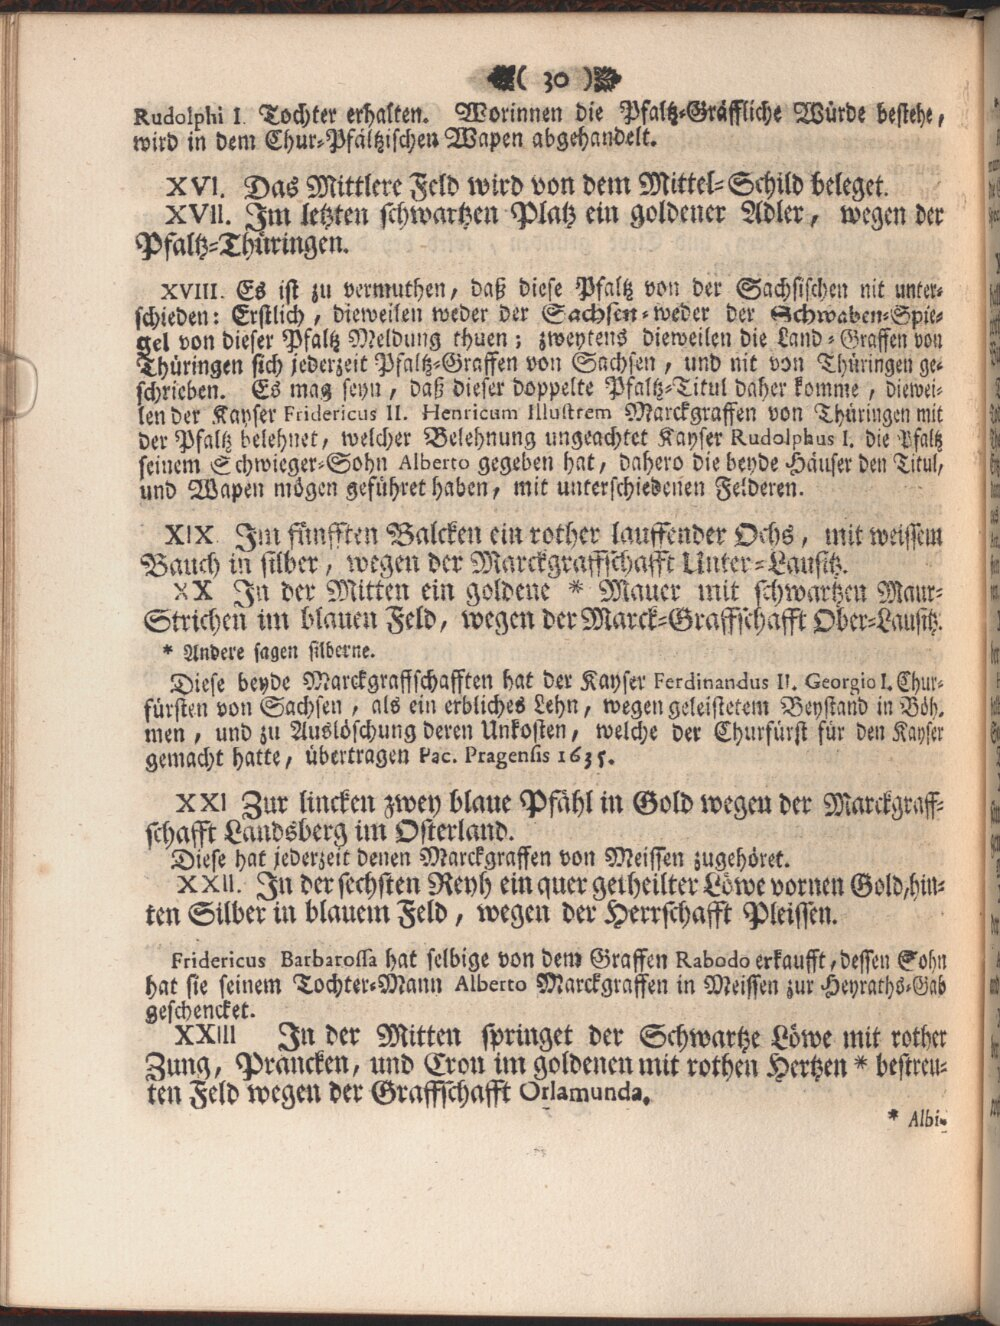 ( 30 )
Rudolphi I. Tochter erhalten. Worinnen die Pfaltz-Gräffliche Würde bestehe,
wird in dem Chur-Pfältzischen Wapen abgehandelt.
XVI. Das Mittlere Feld wird von dem Mittel-Schild beleget.
XVII. Im letzten schwartzen Platz ein goldener Adler, wegen der
Pfaltz-Thüringen.
XVIII. Es ist zu vermuthen, daß diese Pfaltz von der Sachsischen nit unter-
schieden: Erstlich, dieweilen weder der Sachsen-weder der Schwaben-Spie-
gel von dieser Pfaltz Meldung thuen; zweytens dieweilen die Land-Graffen von
Thüringen sich jederzeit Pfaltz-Graffen von Sachsen, und nit von Thüringen ge-
schrieben. Es mag seyn, daß dieser doppelte Pfaltz-Titul daher komme, diewei-
len der Kayser Fridericus II. Henricum Illustrem Marckgraffen von Thüringen mit
der Pfaltz belehnet, welcher Belehnung ungeachtet Kayser Rudolphus I. die Pfaltz
seinem Schwieger-Sohn Alberto gegeben hat, dahero die beyde Häuser den Titul,
und Wapen mögen geführet haben, mit unterschiedenen Felderen.
XIX. Im fünfften Balcken ein rother lauffender Ochs, mit weissem
Bauch in silber, wegen der Marckgraffschafft Unter-Lausitz.
XX In der Mitten ein goldene * Mauer mit schwartzen Maur-
Strichen im blauen Feld, wegen der Marck-Graffschafft Ober-Lausitz.
* Andere sagen silberne.
Diese beyde Marckgraffschafften hat der Kayser Ferdinandus II. Georgio I. Chur-
fürsten von Sachsen, als ein erbliches Lehn, wegen geleistetem Beystand in Böh-
men, und zu Auslöschung deren Unkosten, welche der Churfürst für den Kayser
gemacht hatte, übertragen Pac. Pragensis 1635.
XXI Zur lincken zwey blaue Pfähl in Gold wegen der Marckgraff-
schafft Landsberg im Osterland.
Diese hat jederzeit denen Marckgraffen von Meissen zugehöret.
XXII. In der sechsten Reyh ein quer getheilter Löwe vornen Gold, hin-
ten Silber in blauem Feld, wegen der Herrschafft Pleissen.
Fridericus Barbarossa hat selbige von dem Graffen Rabodo erkaufft, dessen Sohn
hat sie seinem Tochter-Mann Alberto Marckgraffen in Meissen zur Heyraths-Gab
geschencket.
XXIII In der Mitten springet der Schwartze Löwe mit rother
Zung, Prancken, und Cron im goldenen mit rothen Hertzen * bestreu-
ten Feld wegen der Graffschafft Orlamunda.
* Albi-